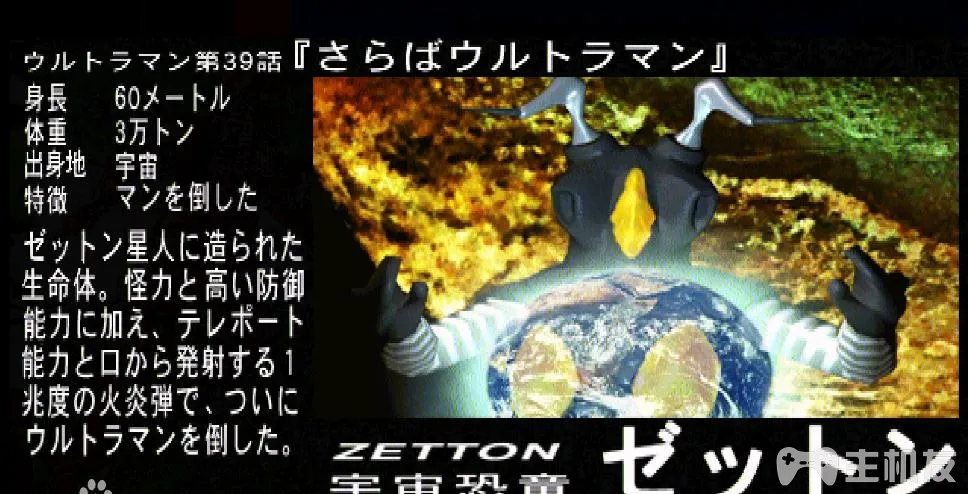 ウルトラマン第39話『さらばウルトラマン』
身長 60メートル
体重 3万トン
出身地 宇宙
特徴 マンを倒した
ゼットン星人に造られた
生命体。怪力と高い防御
能力に加え、テレポート
能力と口から発射する1
兆度の火炎弾で、ついに
ウルトラマンを倒した。
ZETTON
宇宙恐竜
ゼットン
主机友